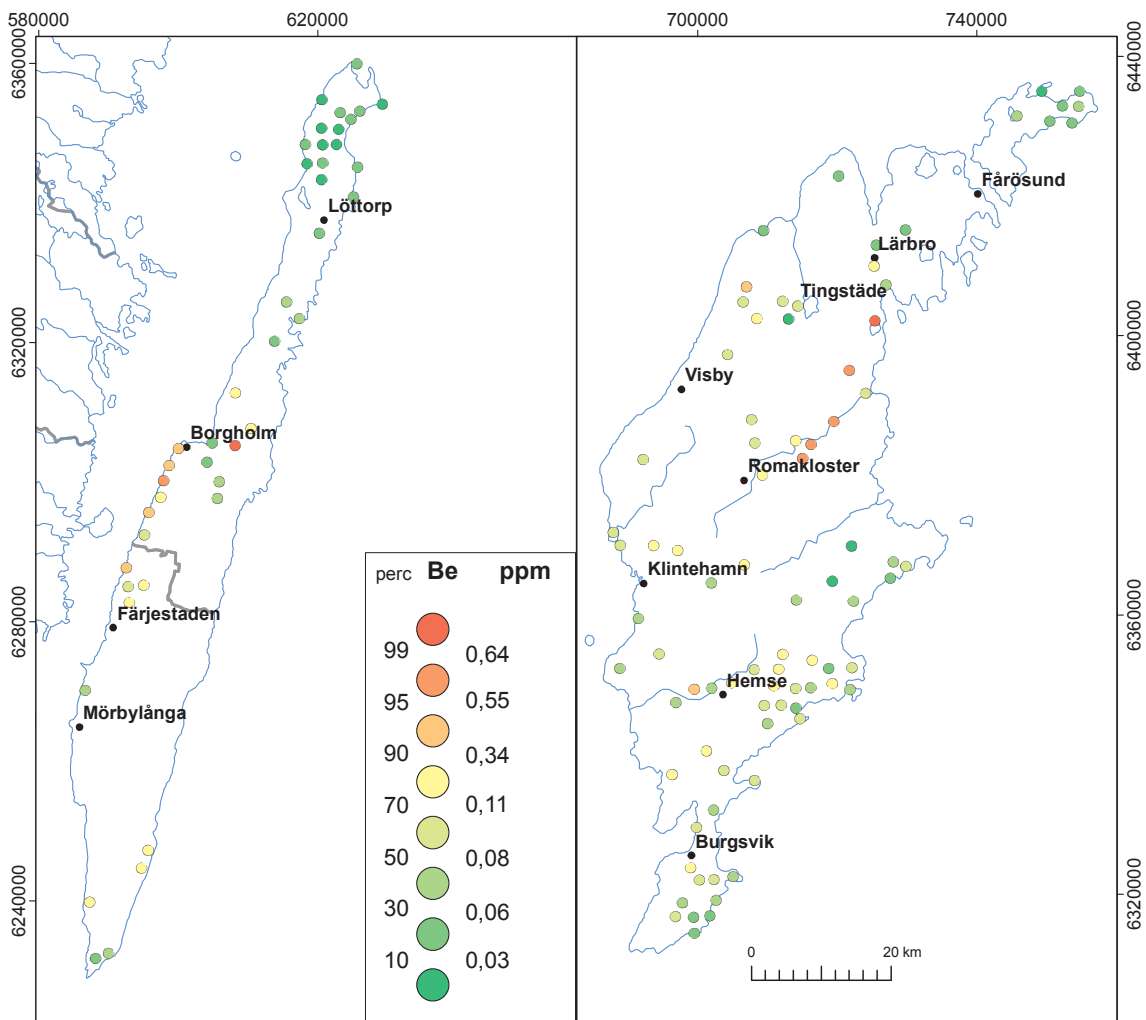 580000
620000
700000
740000
6360000
6440000
Fårösund
Löttorp
Lärbro
Tingstäde
6320000
6400000
Visby
Borgholm
Romakloster
perc Be ppm
Klintehamn
Färjestaden
6280000
6360000
99 0,64
Hemse
95 0,55
Mörbylånga
90 0,34
70 0,11
50 0,08
Burgsvik
30 0,06
6240000
6320000
10 0,03
0 20 km